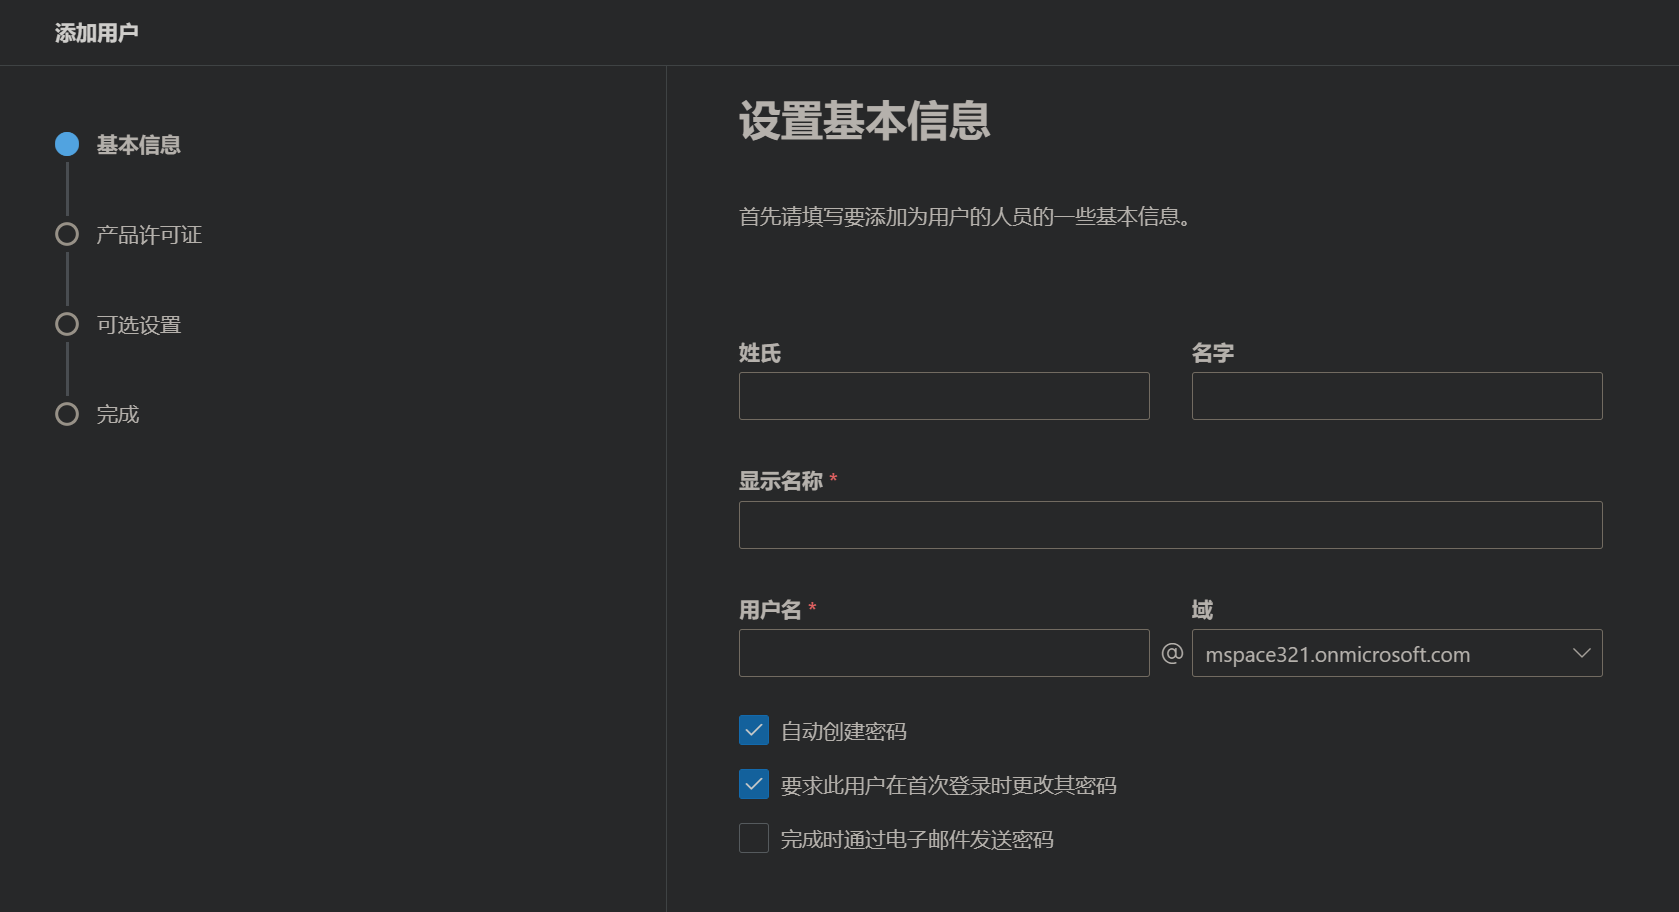 添加用户
基本信息
产品许可证
可选设置
完成
设置基本信息
首先请填写要添加为用户的人员的一些基本信息。
姓氏
名字
显示名称 *
用户名 *
域
@ mspace321.onmicrosoft.com
自动创建密码
要求此用户在首次登录时更改其密码
完成时通过电子邮件发送密码